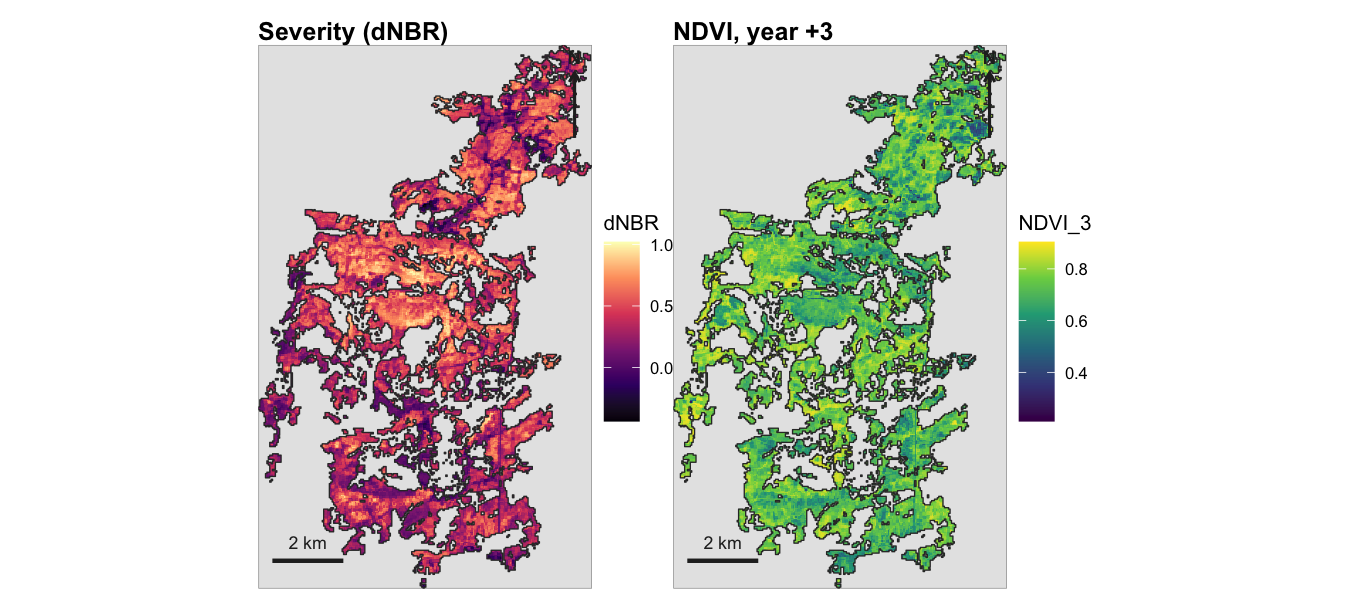 Severity (dNBR)
NDVI, year +3
dNBR
1.0
0.5
0.0
NDVI_3
0.8
0.6
0.4
2 km
2 km